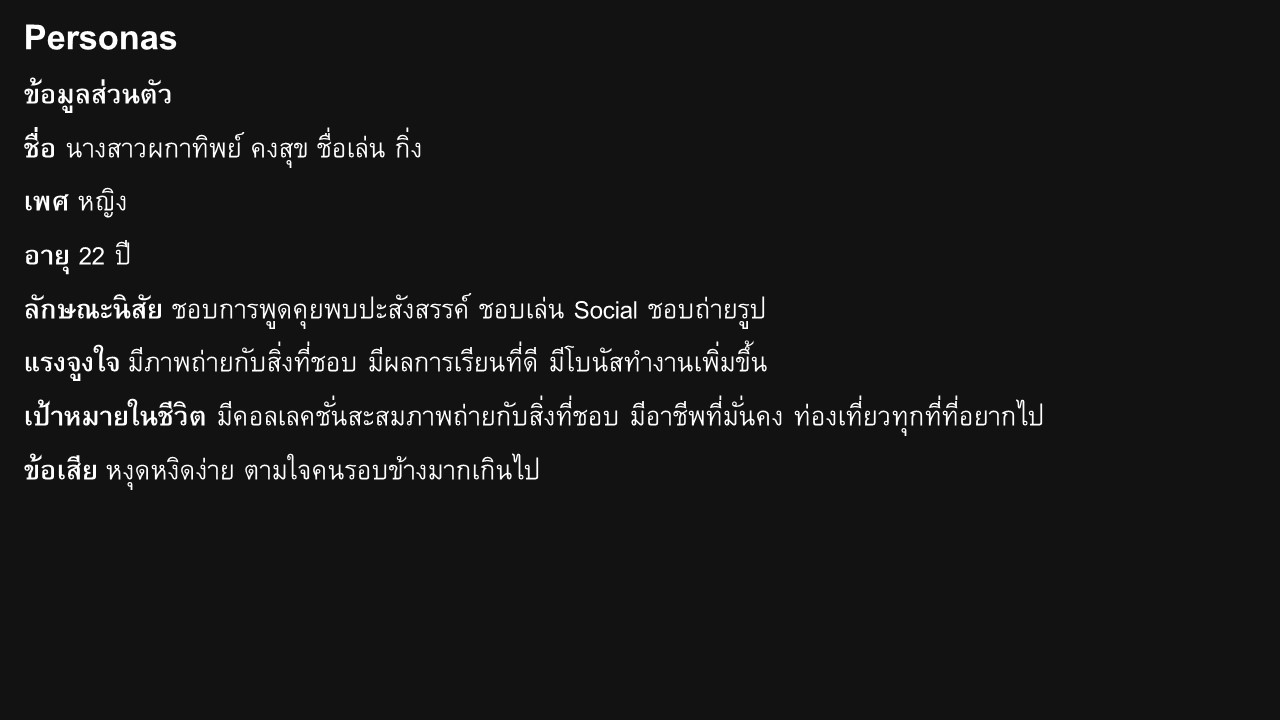 Personas
ข้อมูลส่วนตัว
ชื่อ นางสาวผกาทิพย์ คงสุข ชื่อเล่น กิ่ง
เพศ หญิง
อายุ 22 ปี
ลักษณะนิสัย ชอบการพูดคุยพบปะสังสรรค์ ชอบเล่น Social ชอบถ่ายรูป
แรงจูงใจ มีภาพถ่ายกับสิ่งที่ชอบ มีผลการเรียนที่ดี มีโบนัสทำงานเพิ่มขึ้น
เป้าหมายในชีวิต มีคอลเลคชั่นสะสมภาพถ่ายกับสิ่งที่ชอบ มีอาชีพที่มั่นคง ท่องเที่ยวทุกที่ที่อยากไป
ข้อเสีย หงุดหงิดง่าย ตามใจคนรอบข้างมากเกินไป